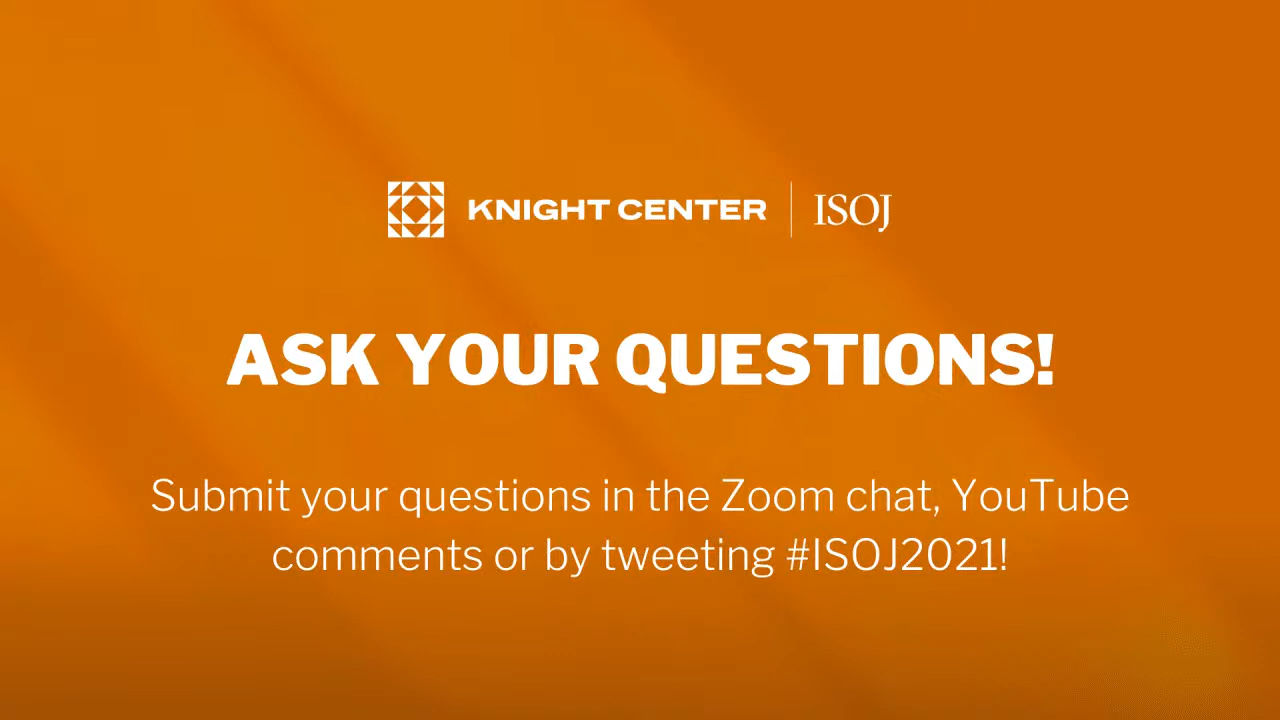 KNIGHT CENTER | ISOJ
ASK YOUR QUESTIONS!
Submit your questions in the Zoom chat, YouTube
comments or by tweeting #ISOJ2021!